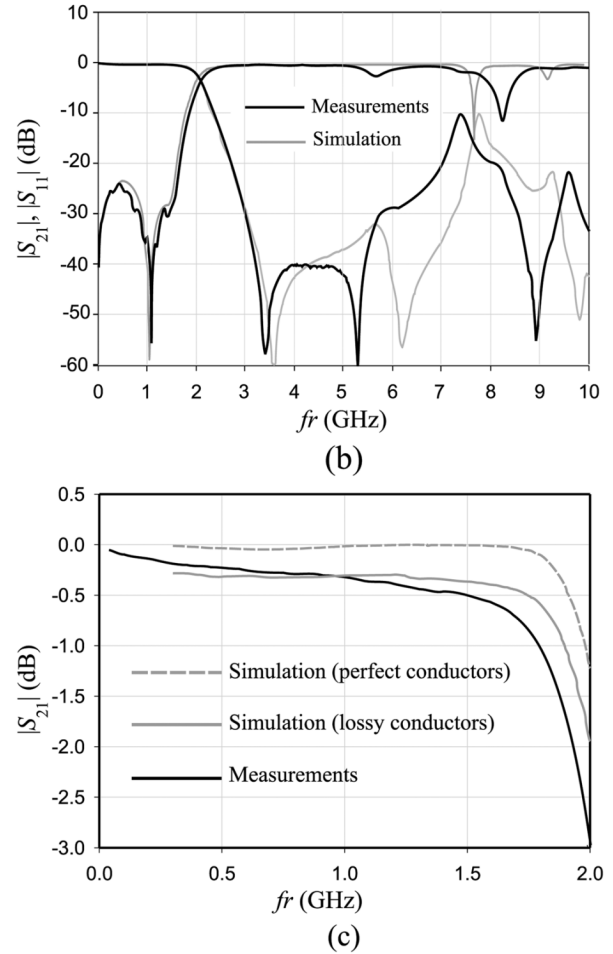 10
0
-10
-20
-30
-40
-50
-60
|S21|, |S11| (dB)
Measurements
Simulation
0 1 2 3 4 5 6 7 8 9 10
fr (GHz)
(b)
0.5
0.0
-0.5
-1.0
-1.5
-2.0
-2.5
-3.0
|S21| (dB)
Simulation (perfect conductors)
Simulation (lossy conductors)
Measurements
0.0 0.5 1.0 1.5 2.0
fr (GHz)
(c)